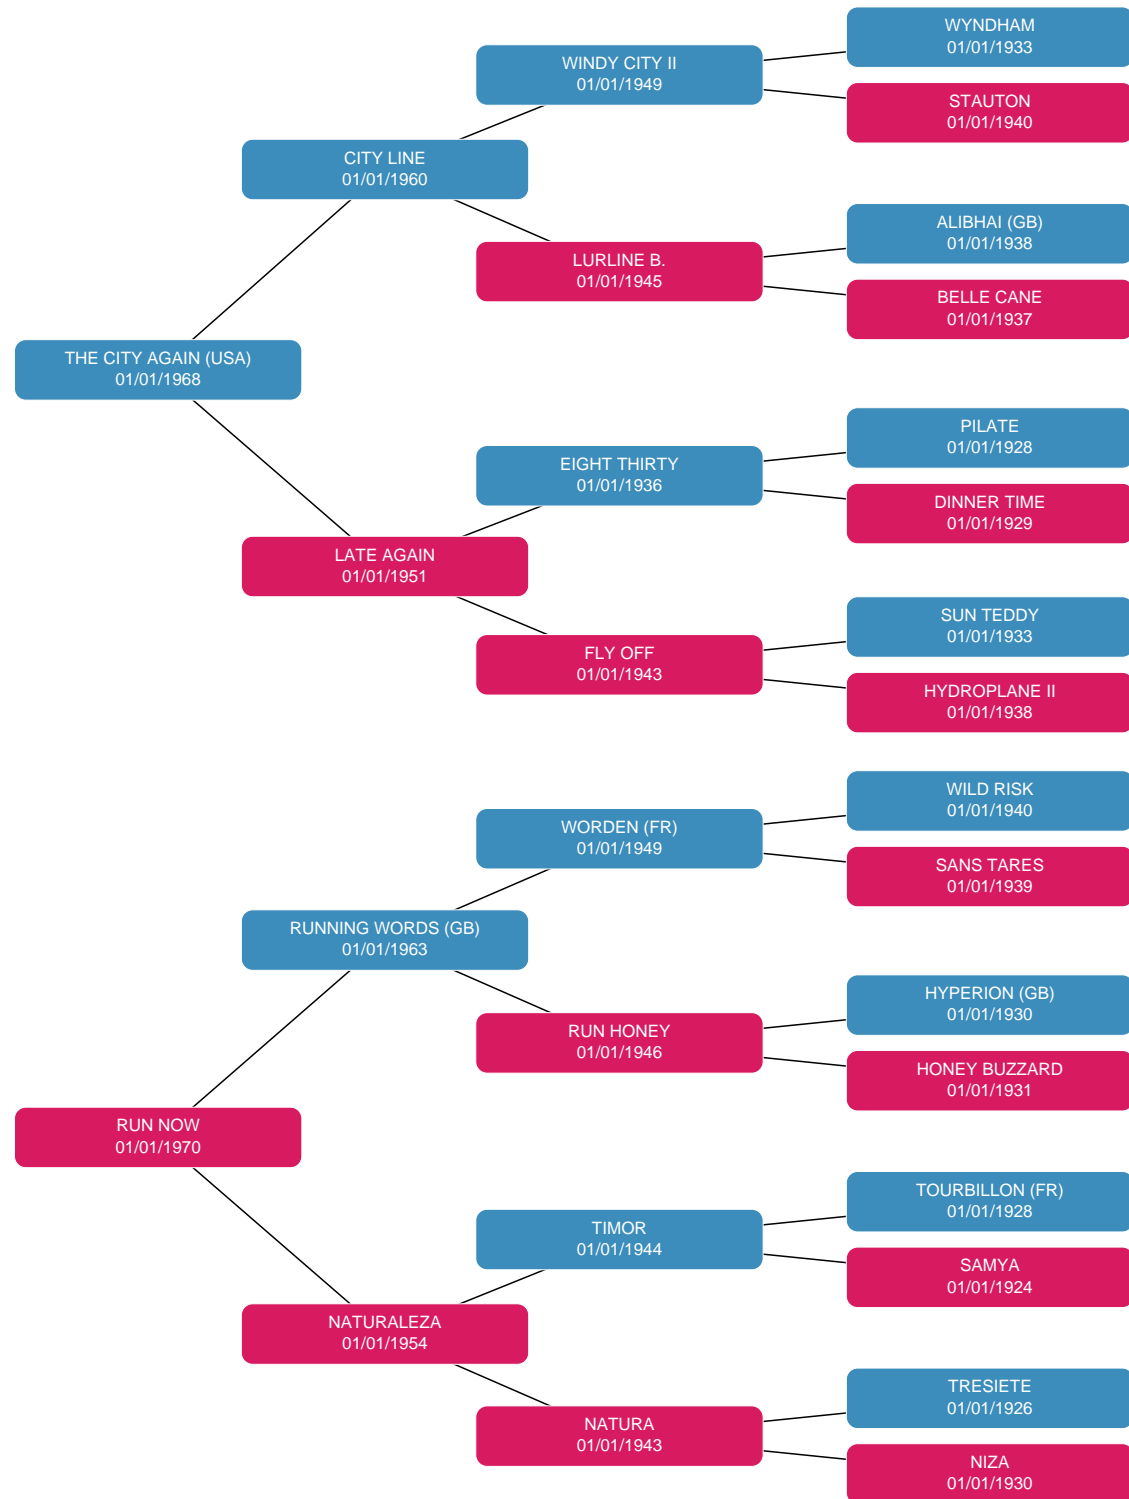 WYNDHAM
01/01/1933
WINDY CITY II
01/01/1949
STAUTON
01/01/1940
CITY LINE
01/01/1960
ALIBHAI (GB)
01/01/1938
LURLINE B.
01/01/1945
BELLE CANE
01/01/1937
THE CITY AGAIN (USA)
01/01/1968
PILATE
01/01/1928
EIGHT THIRTY
01/01/1936
DINNER TIME
01/01/1929
LATE AGAIN
01/01/1951
SUN TEDDY
01/01/1933
FLY OFF
01/01/1943
HYDROPLANE II
01/01/1938
WILD RISK
01/01/1940
WORDEN (FR)
01/01/1949
SANS TARES
01/01/1939
RUNNING WORDS (GB)
01/01/1963
HYPERION (GB)
01/01/1930
RUN HONEY
01/01/1946
HONEY BUZZARD
01/01/1931
RUN NOW
01/01/1970
TOURBILLON (FR)
01/01/1928
TIMOR
01/01/1944
SAMYA
01/01/1924
NATURALEZA
01/01/1954
TRESIETE
01/01/1926
NATURA
01/01/1943
NIZA
01/01/1930